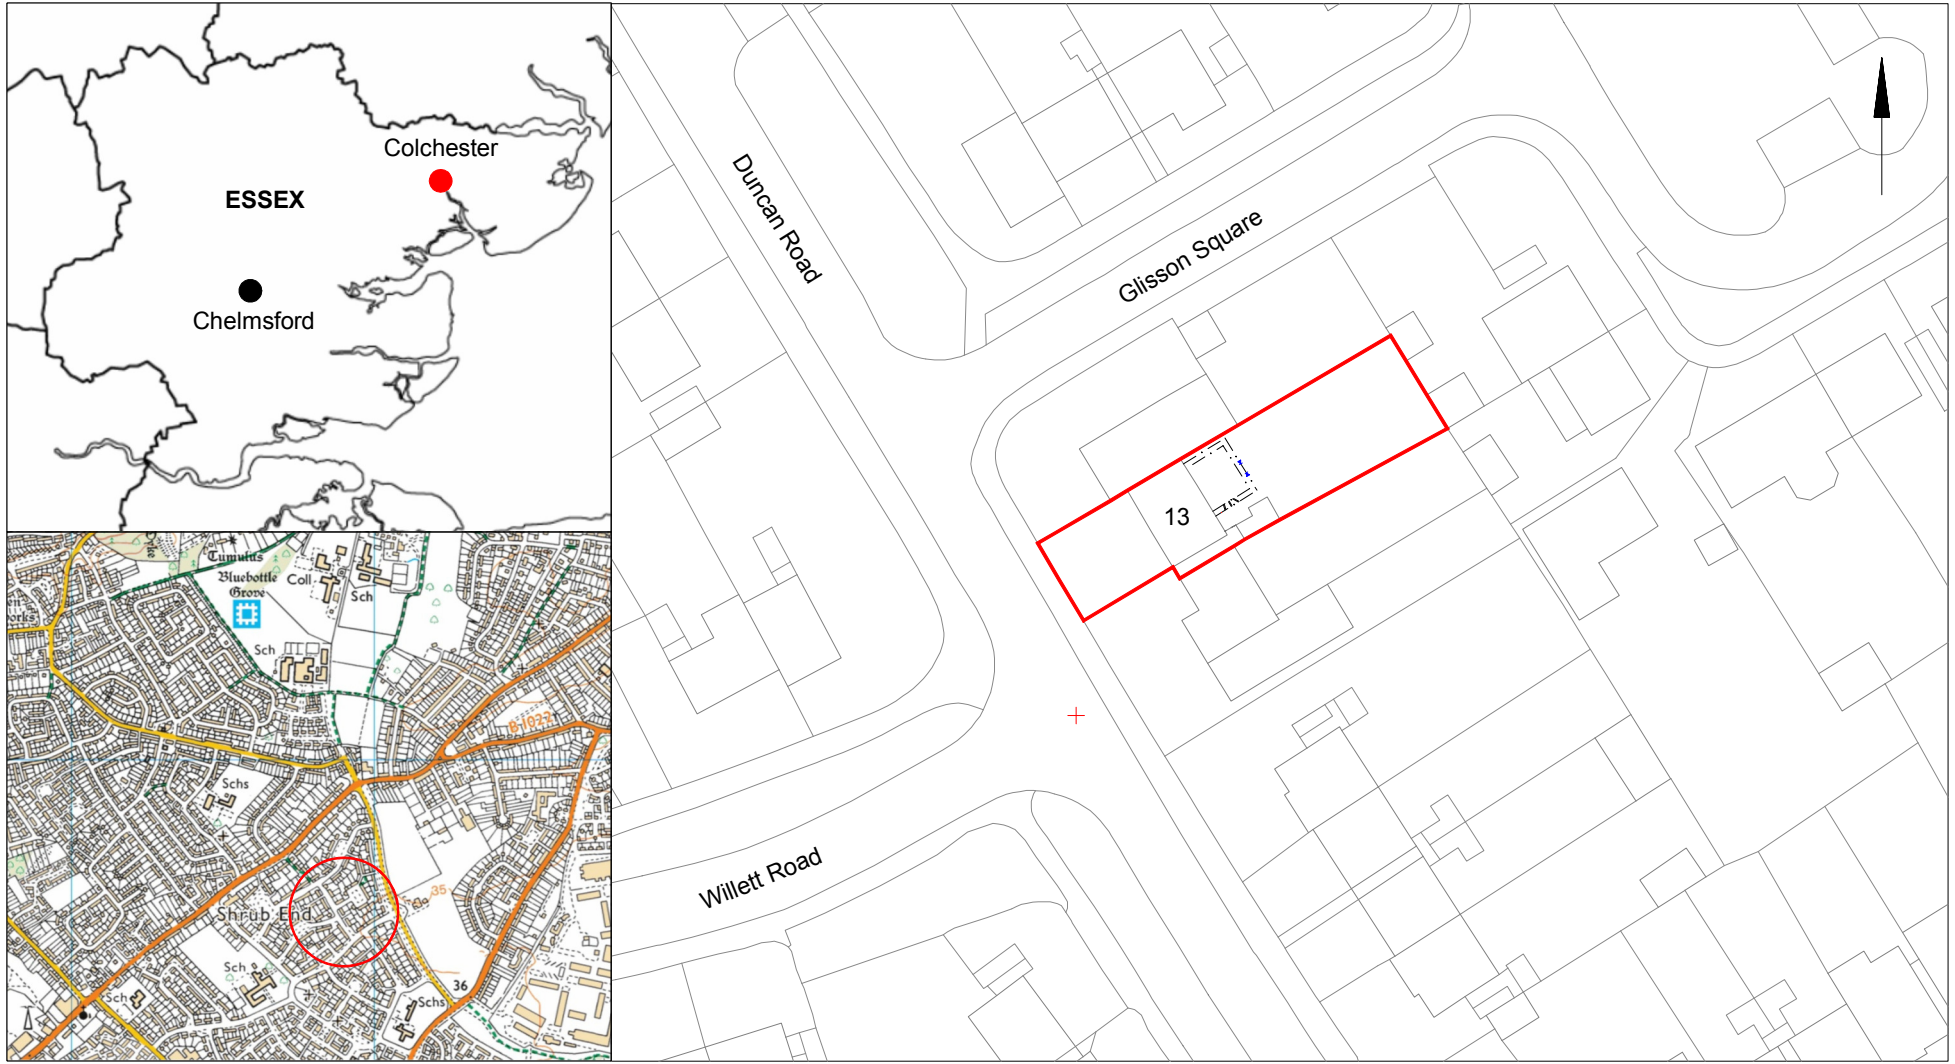 Colchester
ESSEX
Chelmsford
Dyke
Tumulus
Bluebottle
Grove
Coll
Sch
Sch
B 1022
Schs
35
Shrub End
Sch
Sch
36
Schs
Duncan Road
Glisson Square
13
Willett Road